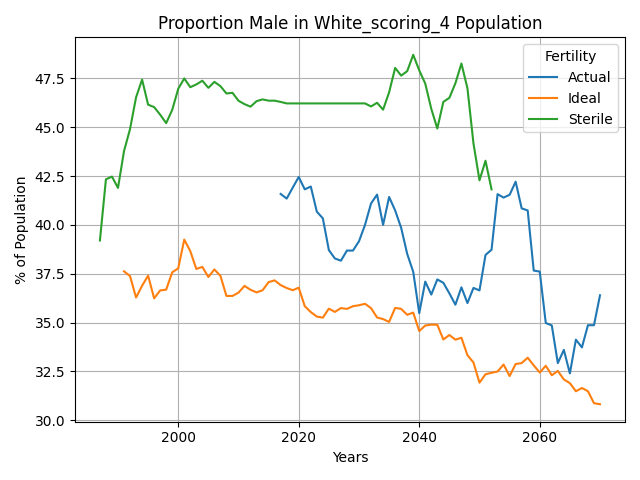 Proportion Male in White_scoring_4 Population
Fertility
Actual
Ideal
Sterile
% of Population
47.5
45.0
42.5
40.0
37.5
35.0
32.5
30.0
2000
2020
2040
2060
Years